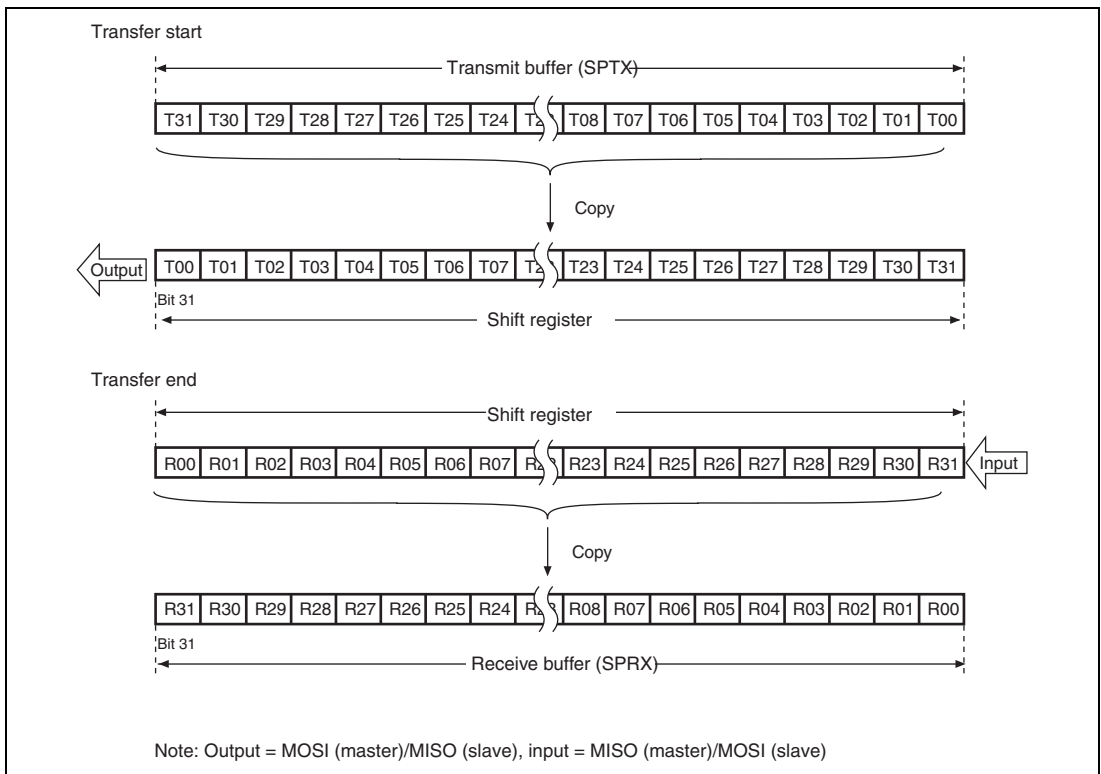 Transfer start
Transmit buffer (SPTX)
T31 T30 T29 T28 T27 T26 T25 T24 T08 T07 T06 T05 T04 T03 T02 T01 T00
Copy
Output
T00 T01 T02 T03 T04 T05 T06 T07 T23 T24 T25 T26 T27 T28 T29 T30 T31
Bit 31
Shift register
Transfer end
Shift register
R00 R01 R02 R03 R04 R05 R06 R07 R23 R24 R25 R26 R27 R28 R29 R30 R31
Input
Copy
R31 R30 R29 R28 R27 R26 R25 R24 R08 R07 R06 R05 R04 R03 R02 R01 R00
Bit 31
Receive buffer (SPRX)
Note: Output = MOSI (master)/MISO (slave), input = MISO (master)/MOSI (slave)